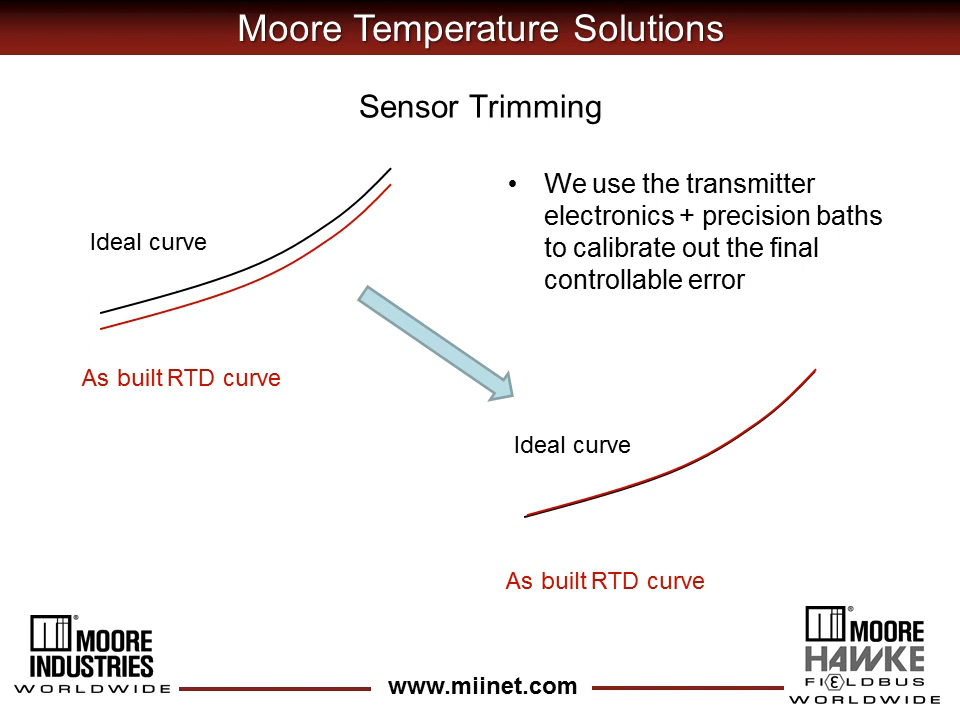 Moore Temperature Solutions
Sensor Trimming
Ideal curve
As built RTD curve
• We use the transmitter
electronics + precision baths
to calibrate out the final
controllable error
Ideal curve
As built RTD curve
MOORE
INDUSTRIES
WORLDWIDE
www.miinet.com
MOORE
HAWKE
FIELDBUS
WORLDWIDE